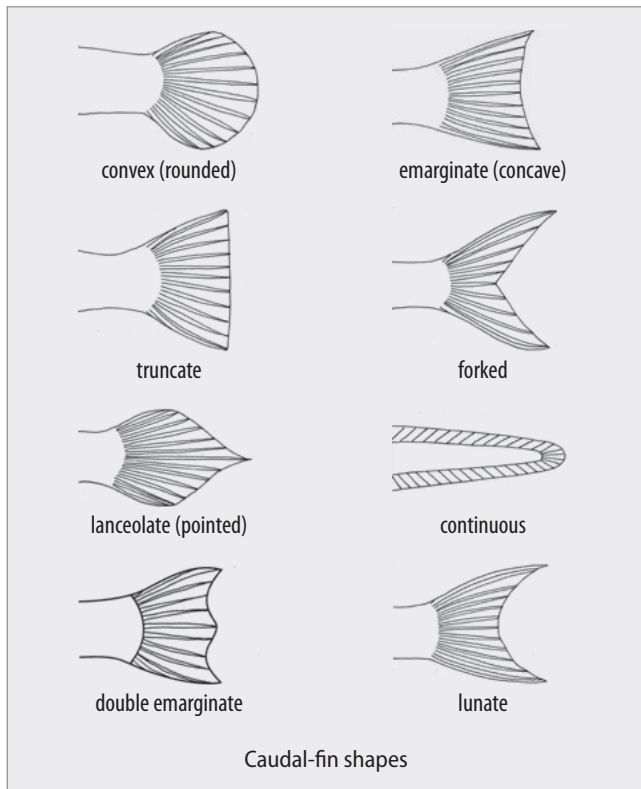 convex (rounded)
emarginate (concave)
truncate
forked
lanceolate (pointed)
continuous
double emarginate
lunate
Caudal-fin shapes